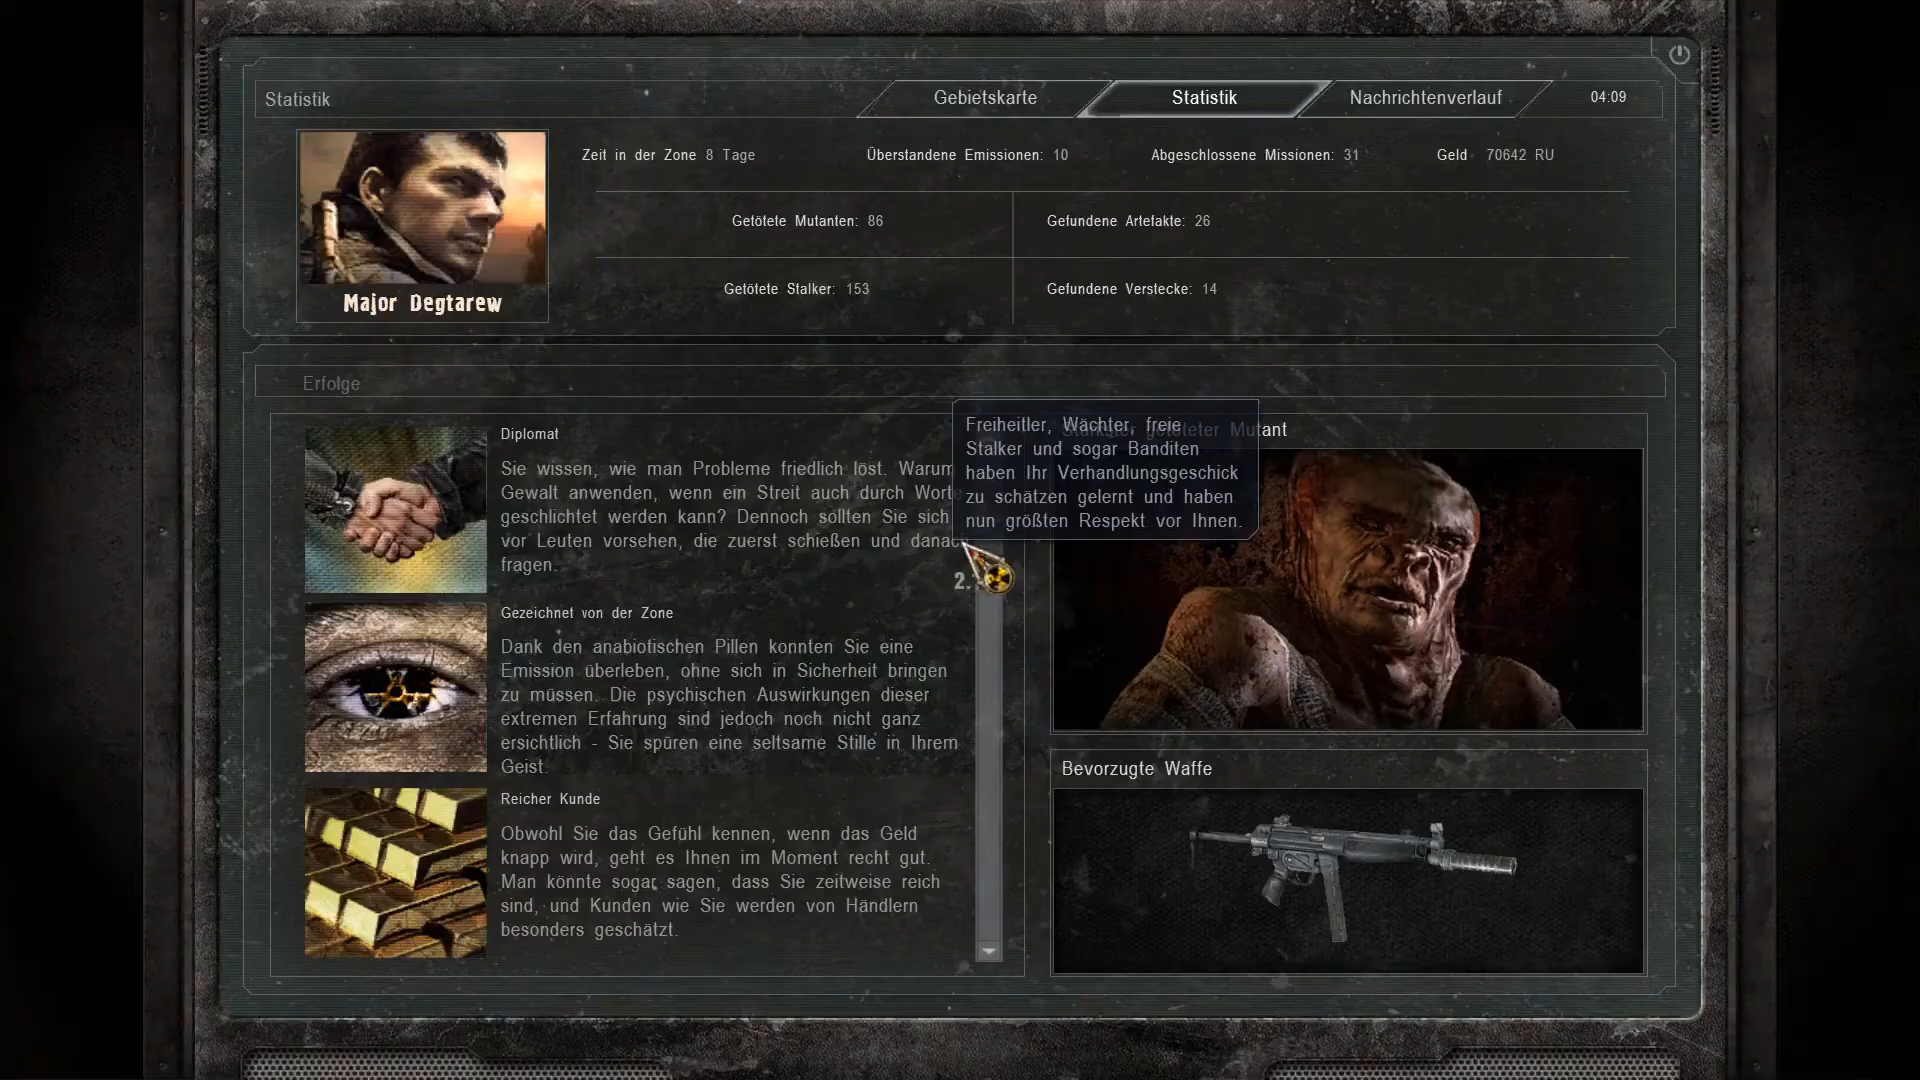 Statistik
Gebietskarte
Statistik
Nachrichtenverlauf
04:09
Major Degtarew
Zeit in der Zone 8 Tage
Überstandene Emissionen: 10
Abgeschlossene Missionen: 31
Geld 70642 RU
Getötete Mutanten: 86
Gefundene Artefakte: 26
Getötete Stalker: 153
Gefundene Verstecke: 14
Erfolge
Diplomat
Sie wissen, wie man Probleme friedlich löst. Warum
Gewalt anwenden, wenn ein Streit auch durch Worte
geschlichtet werden kann? Dennoch sollten Sie sich
vor Leuten vorsehen, die zuerst schießen und danach
fragen.
Gezeichnet von der Zone
Dank den anabiotischen Pillen konnten Sie eine
Emission überleben, ohne sich in Sicherheit bringen
zu müssen. Die psychischen Auswirkungen dieser
extremen Erfahrung sind jedoch noch nicht ganz
ersichtlich - Sie spüren eine seltsame Stille in Ihrem
Geist.
Reicher Kunde
Obwohl Sie das Gefühl kennen, wenn das Geld
knapp wird, geht es Ihnen im Moment recht gut.
Man könnte sogar sagen, dass Sie zeitweise reich
sind, und Kunden wie Sie werden von Händlern
besonders geschätzt.
Freiheitler, Wächter, freie
Stalker und sogar Banditen
haben Ihr Verhandlungsgeschick
zu schätzen gelernt und haben
nun größten Respekt vor Ihnen.
2.
Stärkster getöteter Mutant
Bevorzugte Waffe